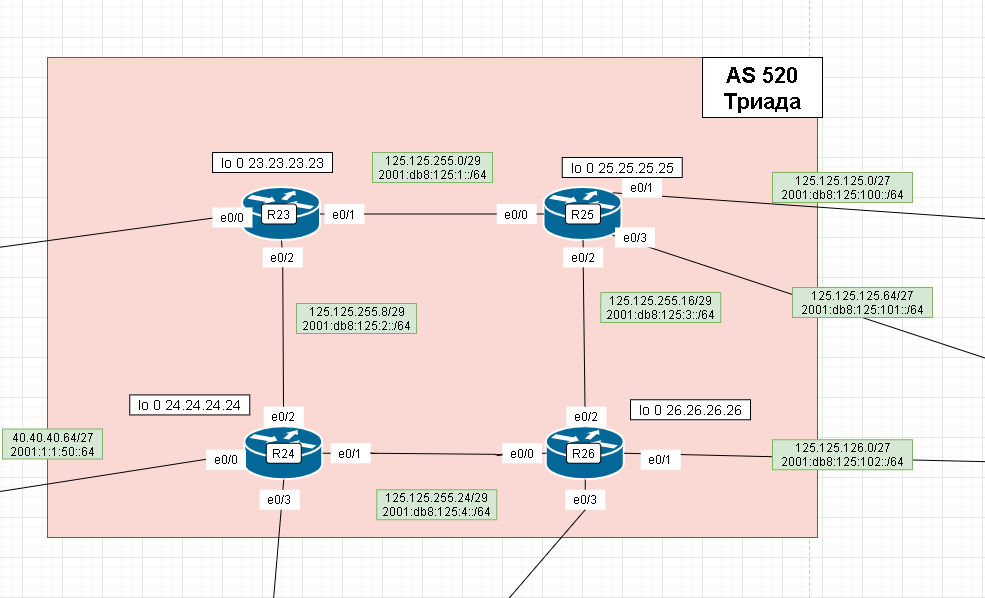 AS 520
Триада
lo 0 23.23.23.23
125.125.255.0/29
2001:db8:125:1::/64
lo 0 25.25.25.25
e0/1
125.125.125.0/27
2001:db8:125:100::/64
e0/0
R23
e0/1
e0/0
R25
e0/3
e0/2
e0/2
125.125.255.8/29
2001:db8:125:2::/64
125.125.255.16/29
2001:db8:125:3::/64
125.125.125.64/27
2001:db8:125:101::/64
lo 0 24.24.24.24
e0/2
e0/2
lo 0 26.26.26.26
40.40.40.64/27
2001:1:1:50::64
e0/0
R24
e0/1
e0/0
R26
e0/1
125.125.126.0/27
2001:db8:125:102::/64
e0/3
125.125.255.24/29
2001:db8:125:4::/64
e0/3